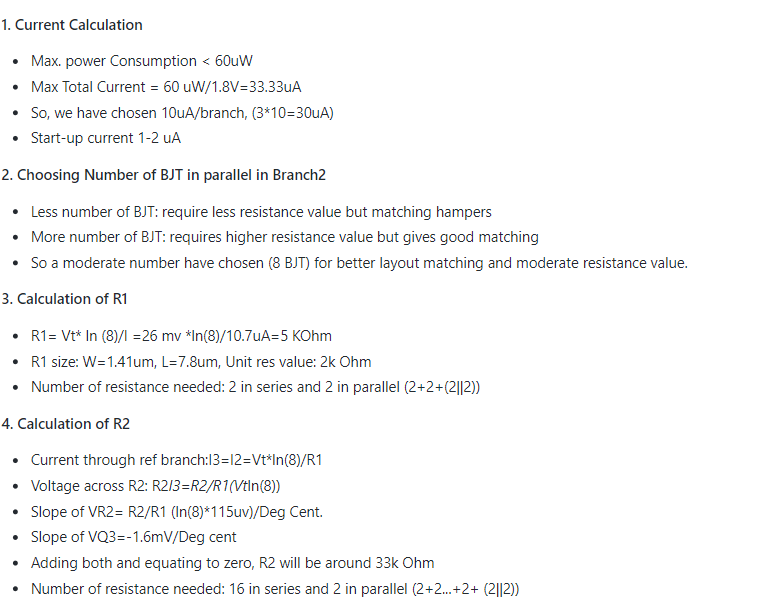 1. Current Calculation
• Max. power Consumption < 60uW
• Max Total Current = 60 uW/1.8V=33.33uA
• So, we have chosen 10uA/branch, (3*10=30uA)
• Start-up current 1-2 uA
2. Choosing Number of BJT in parallel in Branch2
• Less number of BJT: require less resistance value but matching hampers
• More number of BJT: requires higher resistance value but gives good matching
• So a moderate number have chosen (8 BJT) for better layout matching and moderate resistance value.
3. Calculation of R1
• R1= Vt* ln (8)/I =26 mv *ln(8)/10.7uA=5 KOhm
• R1 size: W=1.41um, L=7.8um, Unit res value: 2k Ohm
• Number of resistance needed: 2 in series and 2 in parallel (2+2+(2||2))
4. Calculation of R2
• Current through ref branch:I3=I2=Vt*ln(8)/R1
• Voltage across R2: R2I3=R2/R1(Vtln(8))
• Slope of VR2= R2/R1 (ln(8)*115uv)/Deg Cent.
• Slope of VQ3=-1.6mV/Deg cent
• Adding both and equating to zero, R2 will be around 33k Ohm
• Number of resistance needed: 16 in series and 2 in parallel (2+2...+2+ (2||2))